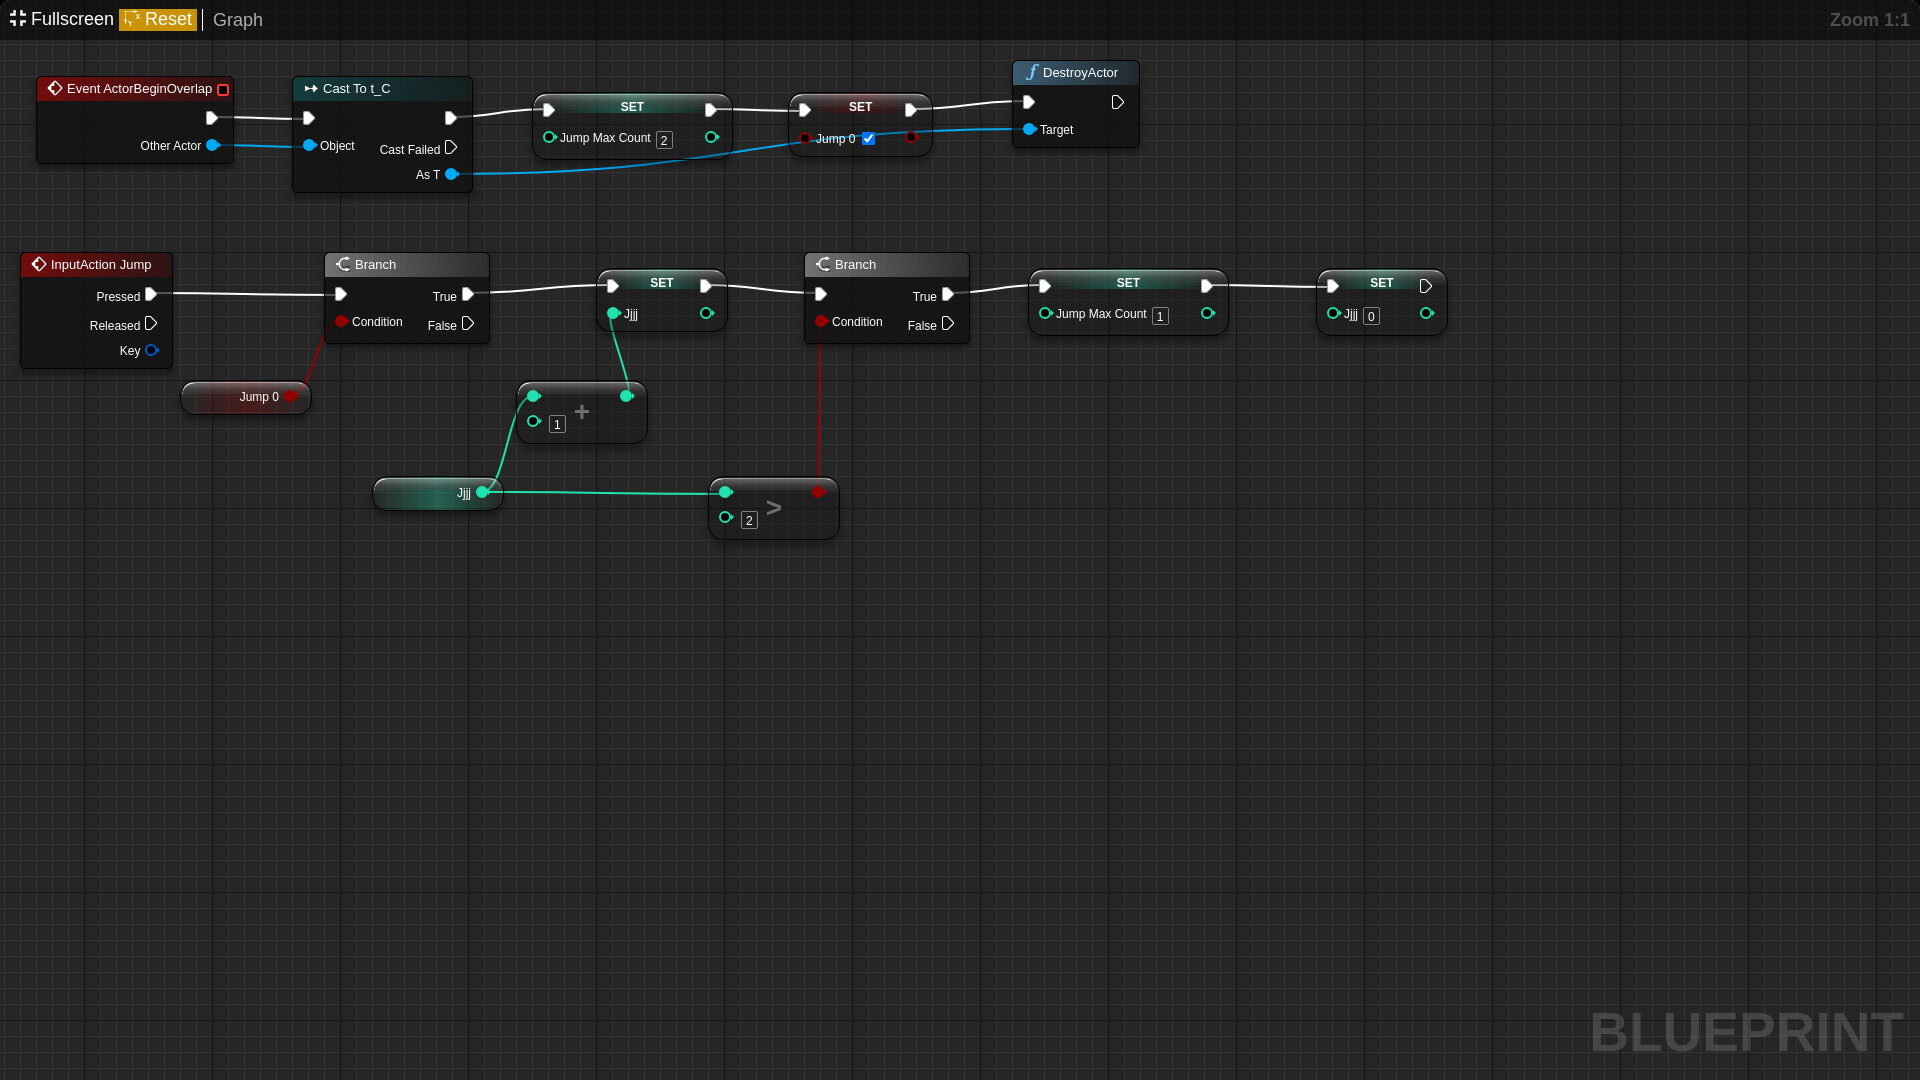 Fullscreen Reset Graph Zoom 1:1
Event ActorBeginOverlap
Other Actor
Cast To t_C
Object
Cast Failed
As T
SET
Jump Max Count 2
SET
Jump 0
DestroyActor
Target
InputAction Jump
Pressed
Released
Key
Branch
True
Condition
False
SET
Jjjj
Branch
True
Condition
False
SET
Jump Max Count 1
SET
Jjjj 0
Jump 0
+
1
Jjjj
>
2
BLUEPRINT